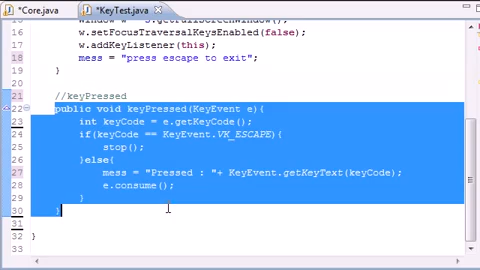 *Core.java *KeyTest.java
15 window w = s.getFullScreenWindow();
16 w.setFocusTraversalKeysEnabled(false);
17 w.addKeyListener(this);
18 mess = "press escape to exit";
19 }
20
21 //keyPressed
22 public void keyPressed(KeyEvent e){
23 int keyCode = e.getKeyCode();
24 if(keyCode == KeyEvent.VK_ESCAPE){
25 stop();
26 }else{
27 mess = "Pressed : "+ KeyEvent.getKeyText(keyCode);
28 e.consume();
29 }
30 }
31
32 }
33